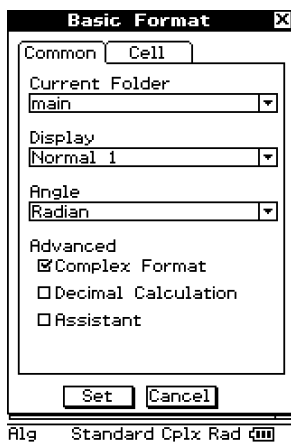 Basic Format
Common Cell
Current Folder
main
Display
Normal 1
Angle
Radian
Advanced
Complex Format
Decimal Calculation
Assistant
Set Cancel
Alg Standard Cplx Rad